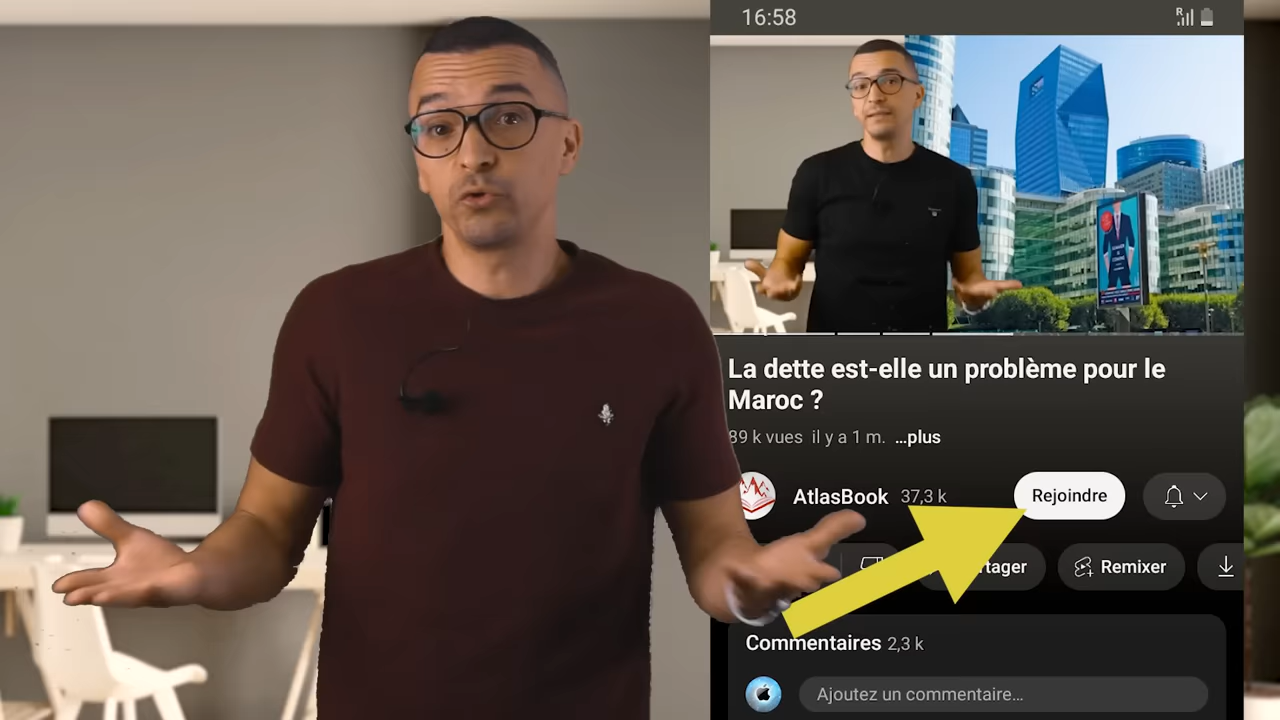 16:58
R
La dette est-elle un problème pour le
Maroc ?
89 k vues il y a 1 m. ...plus
AtlasBook 37,3 k
Rejoindre
rtager
Remixer
Commentaires 2,3 k
Ajoutez un commentaire...